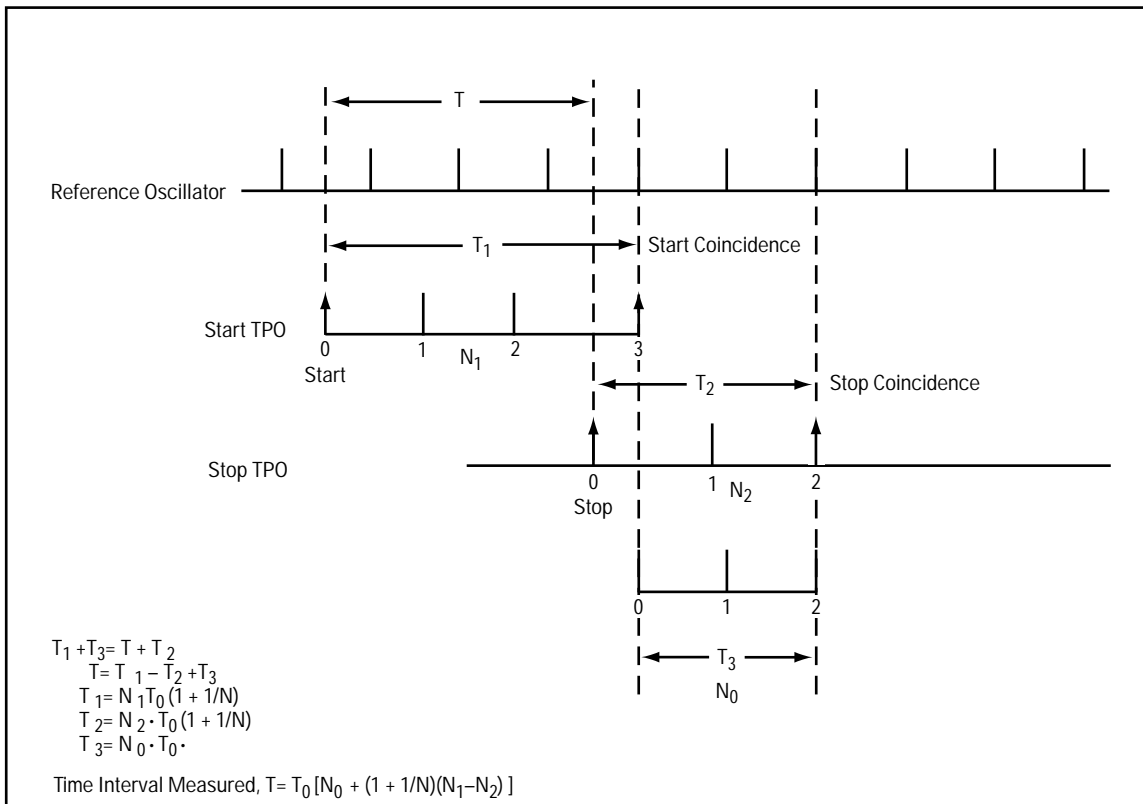 T
Reference Oscillator
T1 Start Coincidence
Start TPO
0 1 N1 2 3
Start
T2 Stop Coincidence
Stop TPO
0 1 N2 2
Stop
0 1 2
T3
N0
T1 +T3= T + T2
T= T1 – T2 +T3
T1= N1T0 (1 + 1/N)
T2= N2 · T0 (1 + 1/N)
T3= N0 · T0 ·
Time Interval Measured, T= T0 [N0 + (1 + 1/N)(N1–N2) ]